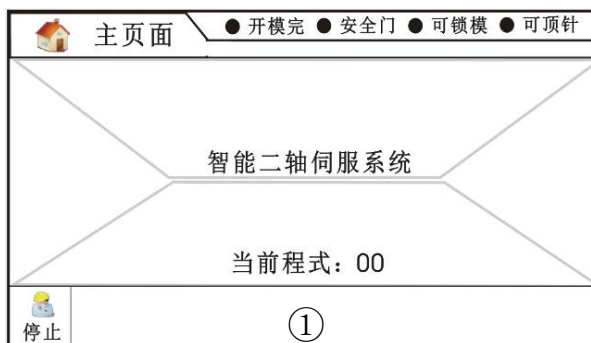 主页面
● 开模完 ● 安全门 ● 可锁模 ● 可顶针
智能二轴伺服系统
当前程式：00
停止
①